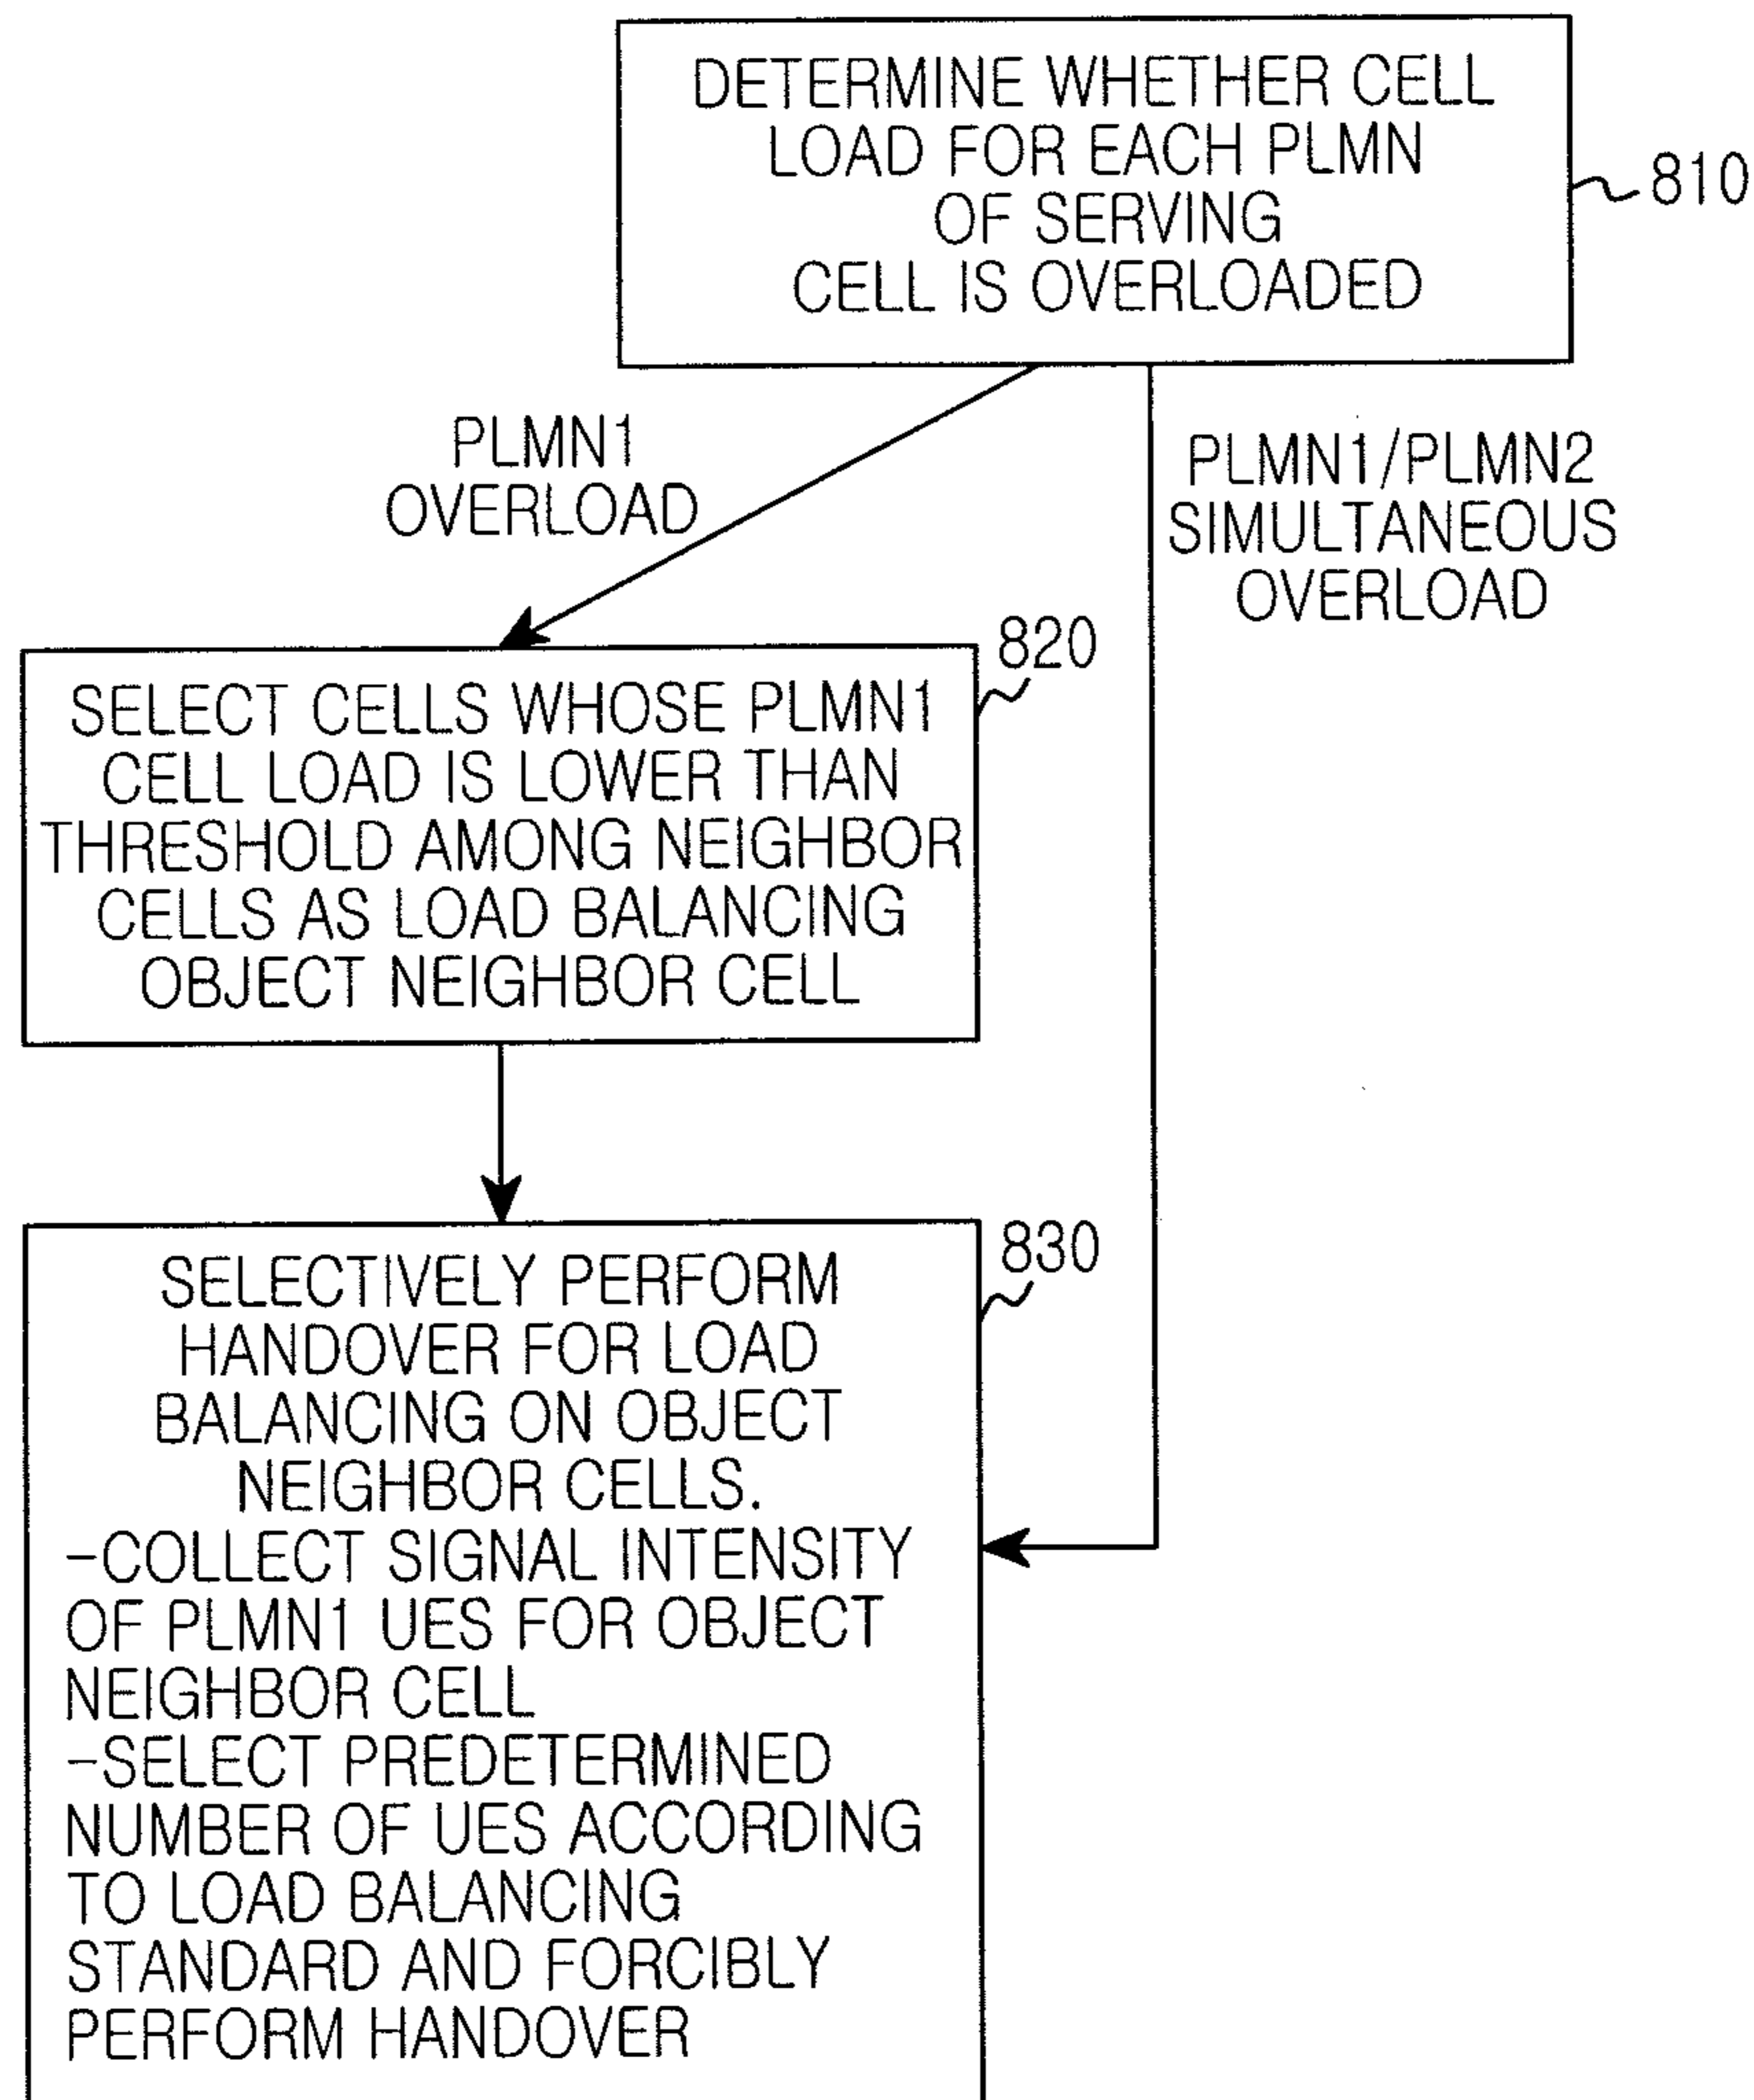 DETERMINE WHETHER CELL
LOAD FOR EACH PLMN
OF SERVING
CELL IS OVERLOADED
810
PLMN1
OVERLOAD
PLMN1/PLMN2
SIMULTANEOUS
OVERLOAD
820
SELECT CELLS WHOSE PLMN1
CELL LOAD IS LOWER THAN
THRESHOLD AMONG NEIGHBOR
CELLS AS LOAD BALANCING
OBJECT NEIGHBOR CELL
830
SELECTIVELY PERFORM
HANDOVER FOR LOAD
BALANCING ON OBJECT
NEIGHBOR CELLS.
-COLLECT SIGNAL INTENSITY
OF PLMN1 UES FOR OBJECT
NEIGHBOR CELL
-SELECT PREDETERMINED
NUMBER OF UES ACCORDING
TO LOAD BALANCING
STANDARD AND FORCIBLY
PERFORM HANDOVER